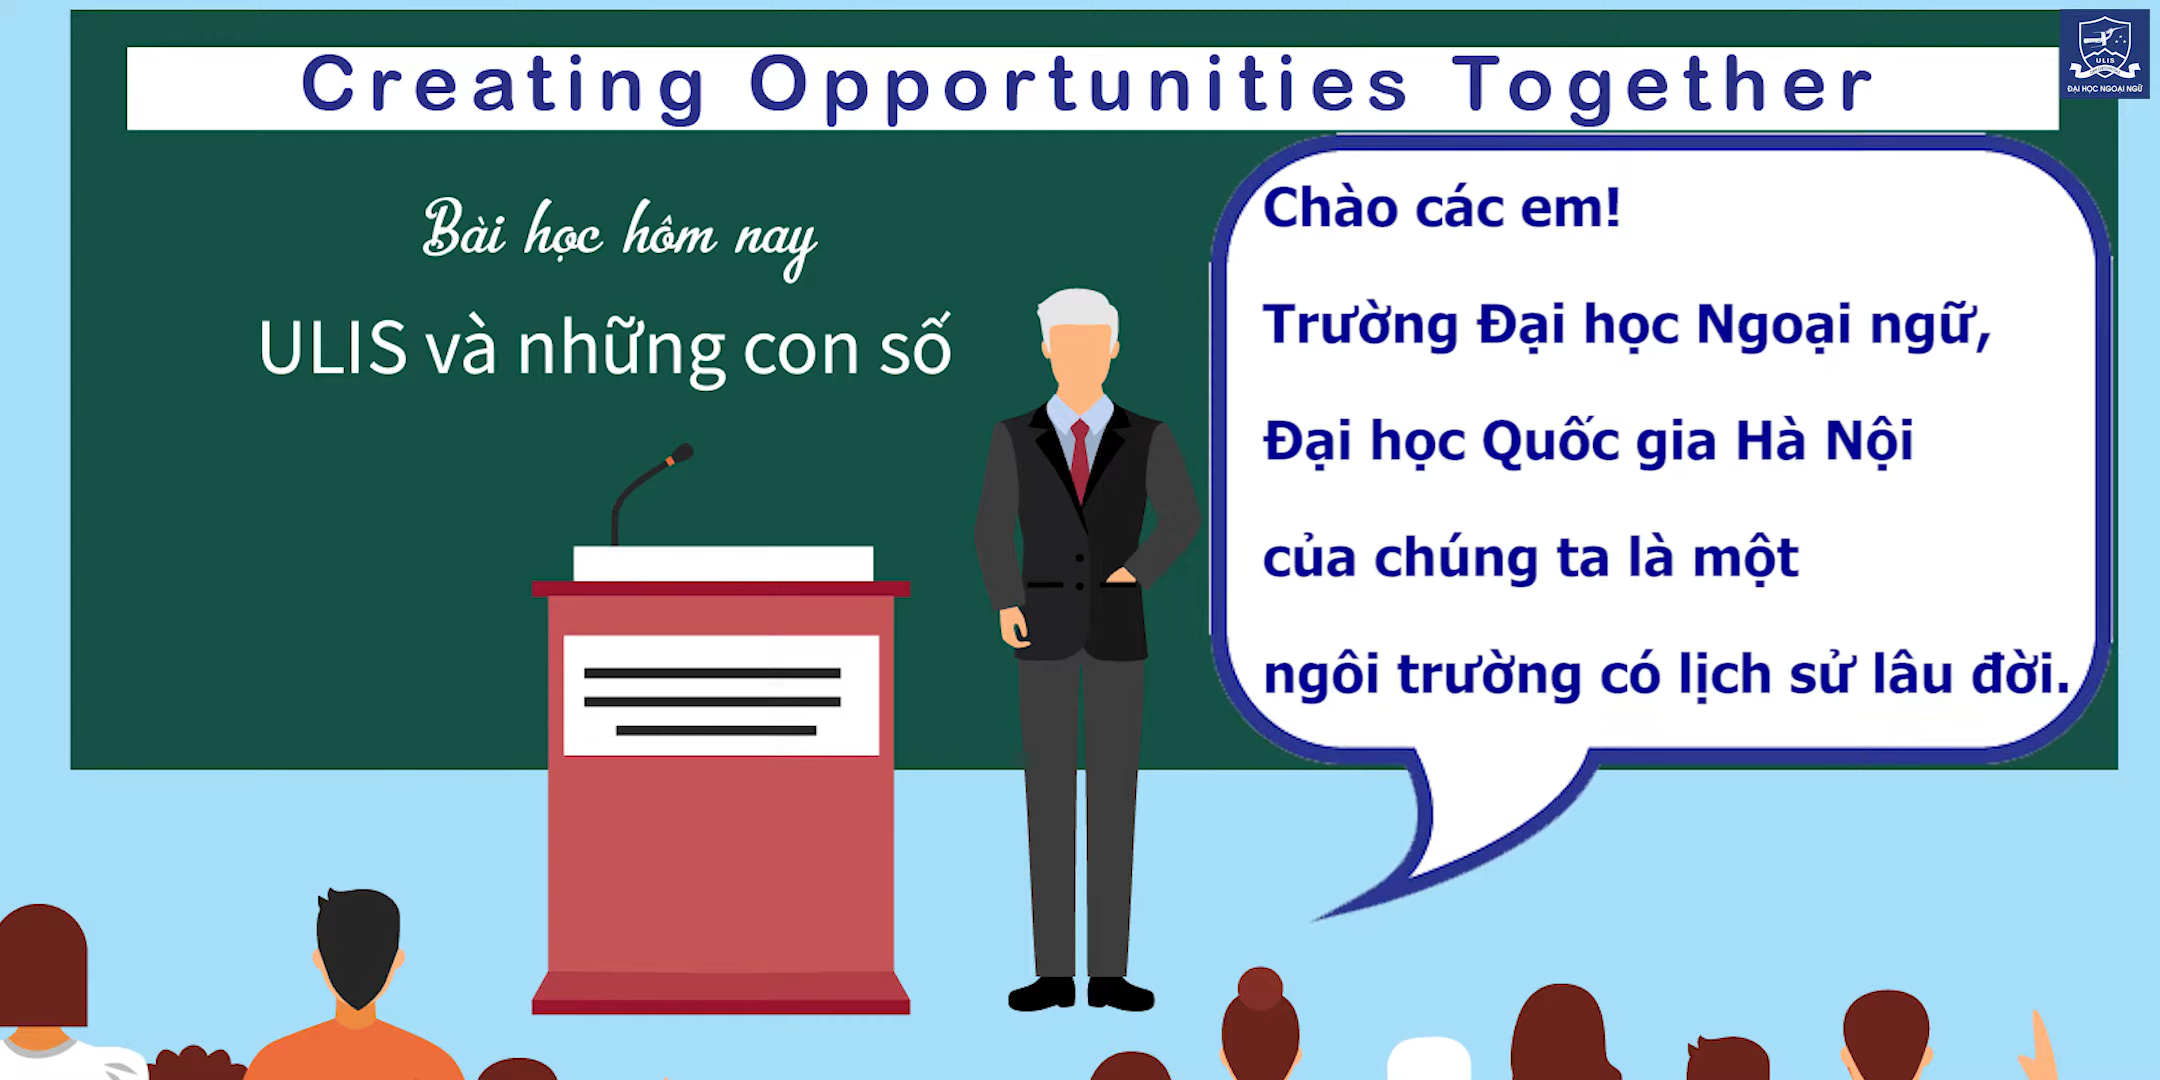 Creating Opportunities Together
ULIS
ĐẠI HỌC NGOẠI NGỮ
Bài học hôm nay
ULIS và những con số
Chào các em!
Trường Đại học Ngoại ngữ,
Đại học Quốc gia Hà Nội
của chúng ta là một
ngôi trường có lịch sử lâu đời.